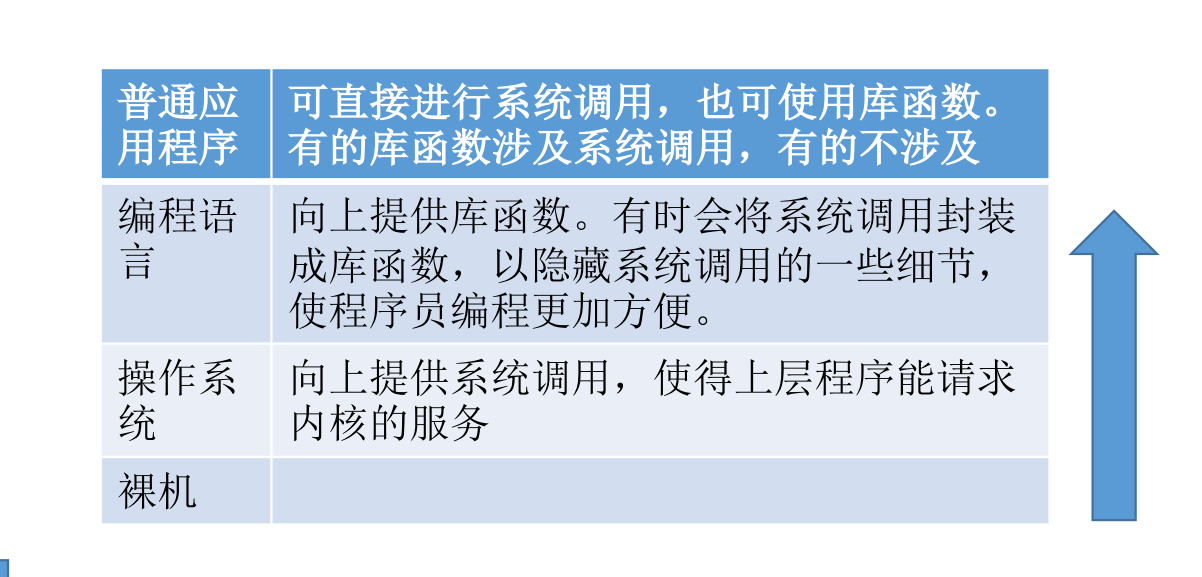 普通应
用程序
可直接进行系统调用，也可使用库函数。
有的库函数涉及系统调用，有的不涉及
编程语
言
向上提供库函数。有时会将系统调用封装
成库函数，以隐藏系统调用的一些细节，
使程序员编程更加方便。
操作系
统
向上提供系统调用，使得上层程序能请求
内核的服务
裸机